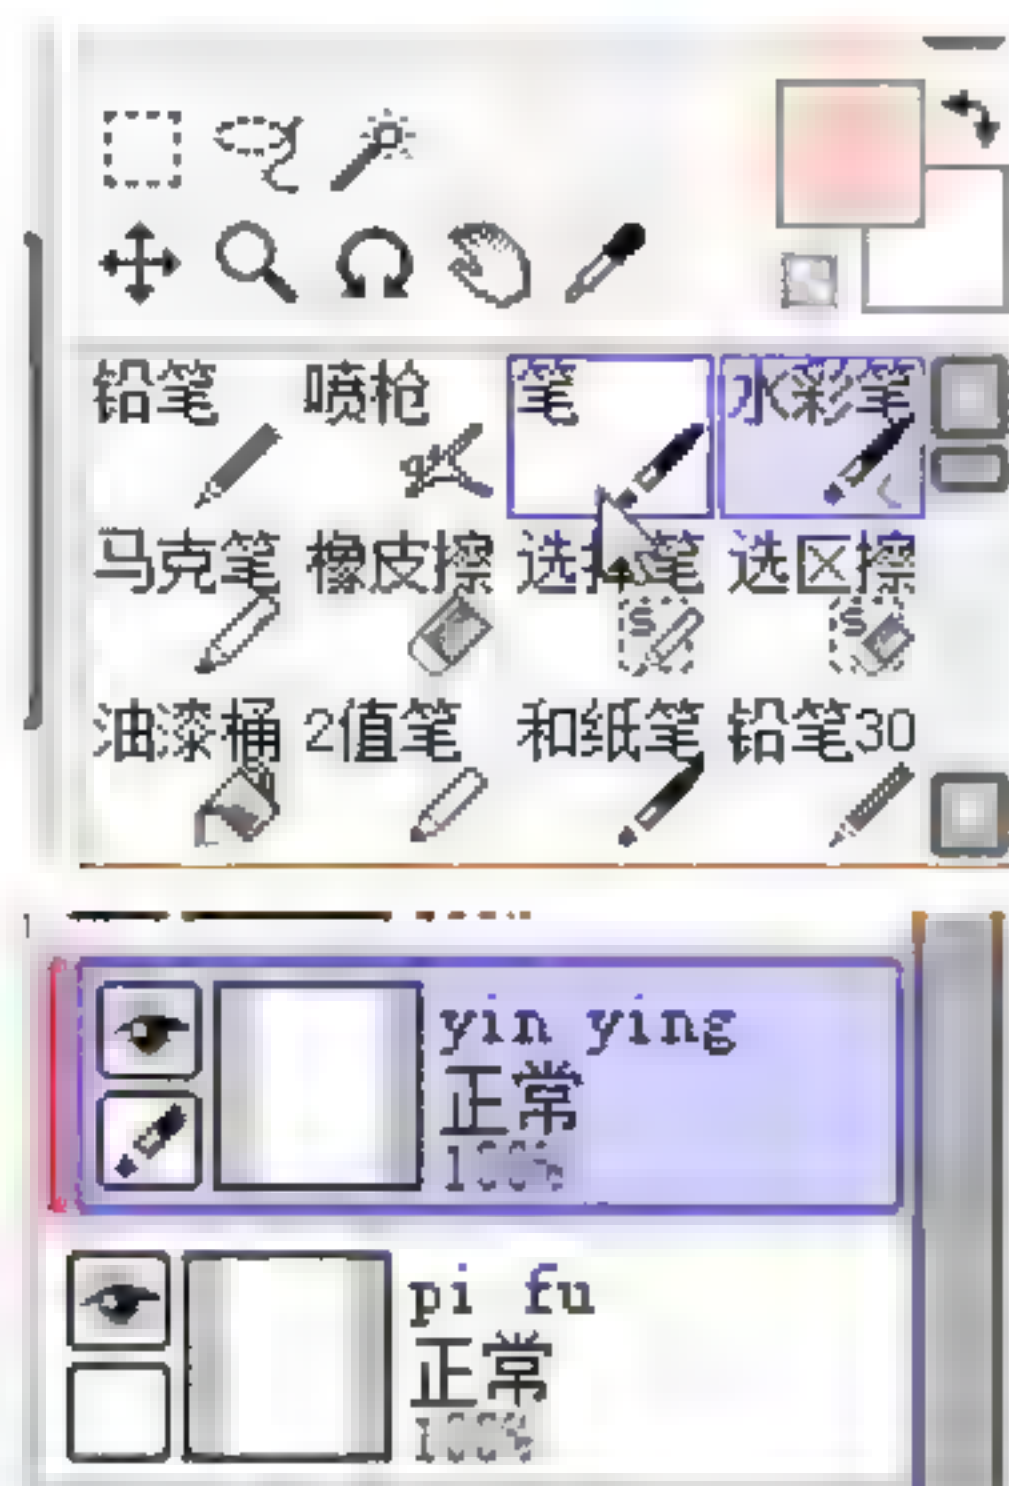 铅笔 喷枪 笔 水彩笔
马克笔 橡皮擦 选择笔 选区擦
油漆桶 2值笔 和纸笔 铅笔30
yin ying
正常
100%
pi fu
正常
100%